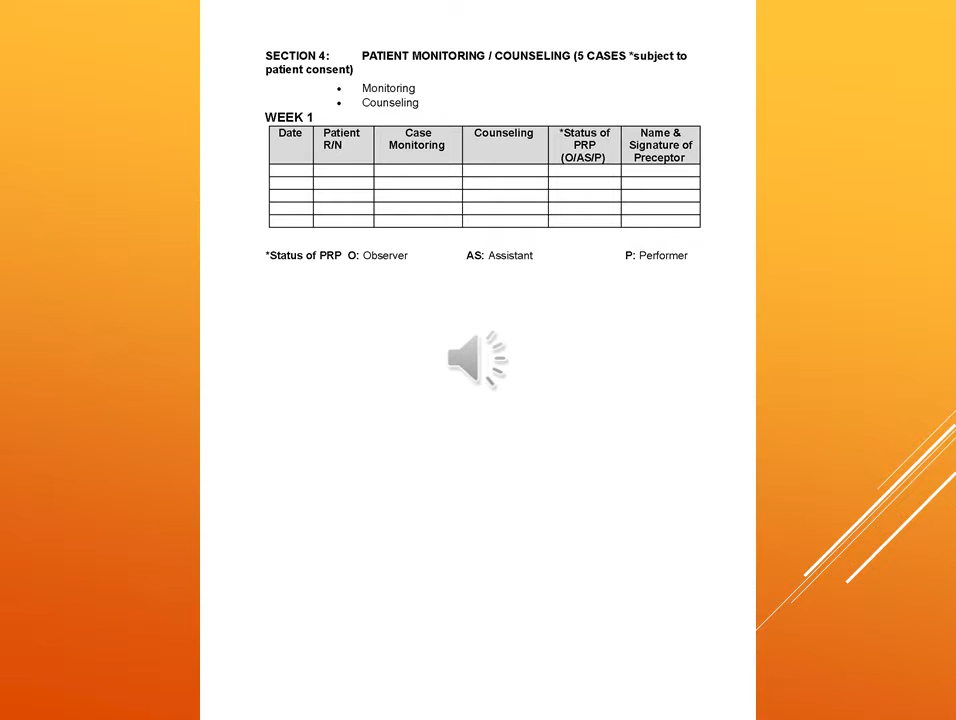 SECTION 4: PATIENT MONITORING / COUNSELING (5 CASES *subject to
patient consent)
• Monitoring
• Counseling
WEEK 1
Date Patient R/N Case Monitoring Counseling *Status of PRP (O/AS/P) Name & Signature of Preceptor
*Status of PRP O: Observer AS: Assistant P: Performer